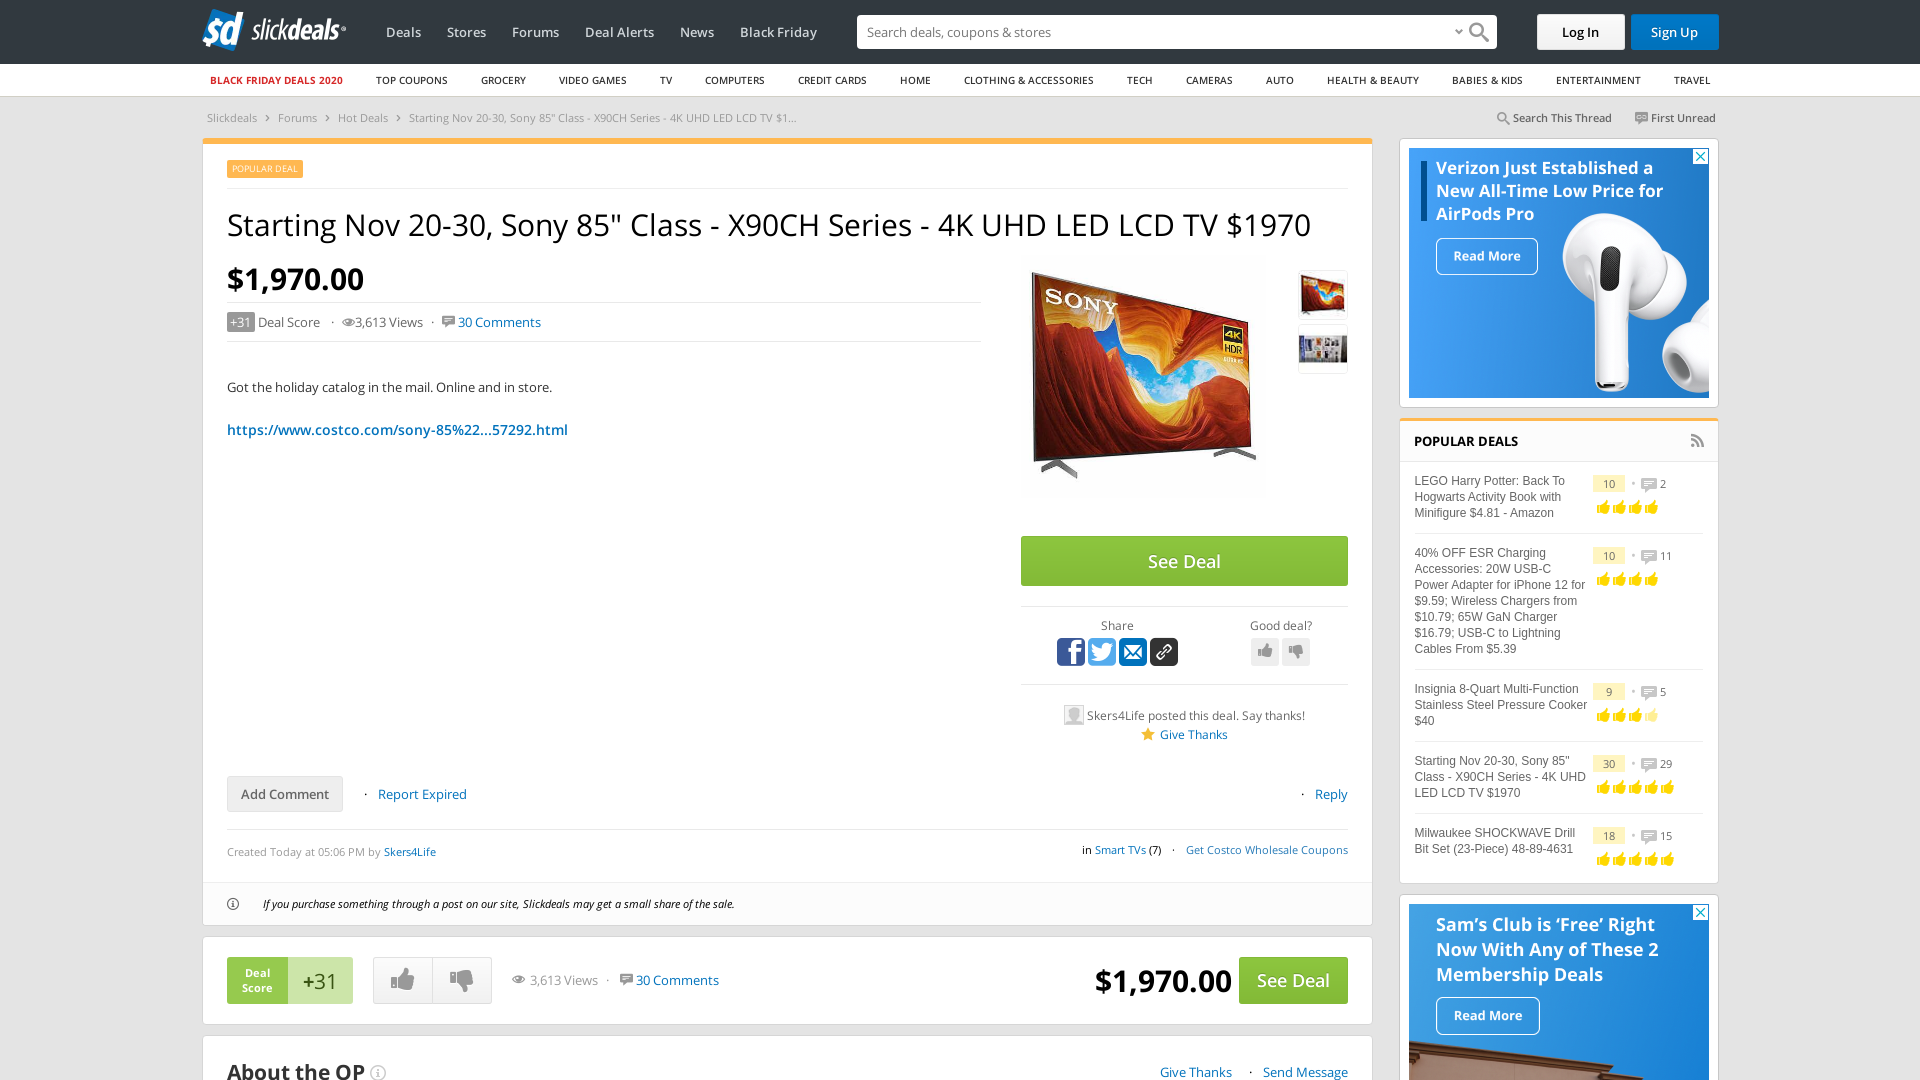 slickdeals
Deals
Stores
Forums
Deal Alerts
News
Black Friday
Search deals, coupons & stores
Log In
Sign Up
BLACK FRIDAY DEALS 2020
TOP COUPONS
GROCERY
VIDEO GAMES
TV
COMPUTERS
CREDIT CARDS
HOME
CLOTHING & ACCESSORIES
TECH
CAMERAS
AUTO
HEALTH & BEAUTY
BABIES & KIDS
ENTERTAINMENT
TRAVEL
Slickdeals > Forums > Hot Deals > Starting Nov 20-30, Sony 85" Class - X90CH Series - 4K UHD LED LCD TV $1...
Search This Thread
First Unread
POPULAR DEAL
Starting Nov 20-30, Sony 85" Class - X90CH Series - 4K UHD LED LCD TV $1970
$1,970.00
+31 Deal Score · 3,613 Views · 30 Comments
Got the holiday catalog in the mail. Online and in store.
https://www.costco.com/sony-85%22...57292.html
SONY
4K
HDR
See Deal
Share
Good deal?
Skers4Life posted this deal. Say thanks!
Give Thanks
Add Comment
· Report Expired
· Reply
Created Today at 05:06 PM by Skers4Life
in Smart TVs (7) · Get Costco Wholesale Coupons
If you purchase something through a post on our site, Slickdeals may get a small share of the sale.
Deal
Score
+31
3,613 Views ·
30 Comments
$1,970.00
See Deal
About the OP
Give Thanks · Send Message
Verizon Just Established a
New All-Time Low Price for
AirPods Pro
Read More
POPULAR DEALS
LEGO Harry Potter: Back To
Hogwarts Activity Book with
Minifigure $4.81 - Amazon
10 • 2
40% OFF ESR Charging
Accessories: 20W USB-C
Power Adapter for iPhone 12 for
$9.59; Wireless Chargers from
$10.79; 65W GaN Charger
$16.79; USB-C to Lightning
Cables From $5.39
10 • 11
Insignia 8-Quart Multi-Function
Stainless Steel Pressure Cooker
$40
9 • 5
Starting Nov 20-30, Sony 85"
Class - X90CH Series - 4K UHD
LED LCD TV $1970
30 • 29
Milwaukee SHOCKWAVE Drill
Bit Set (23-Piece) 48-89-4631
18 • 15
Sam's Club is 'Free' Right
Now With Any of These 2
Membership Deals
Read More